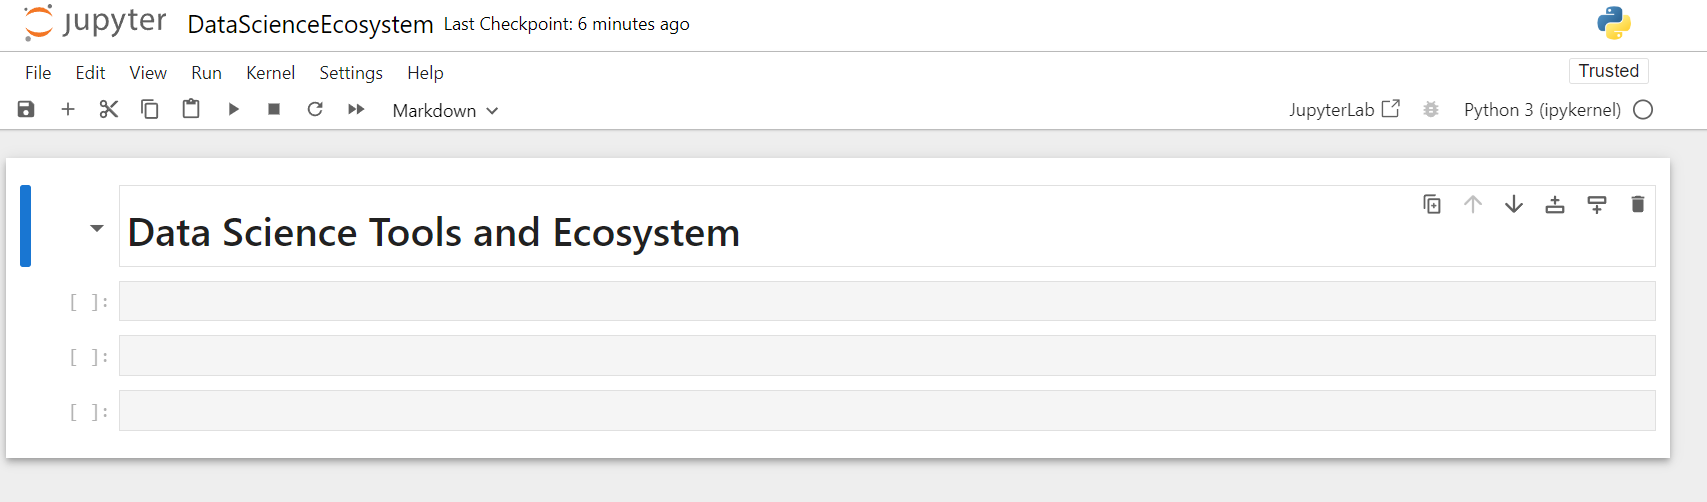 jupyter DataScienceEcosystem Last Checkpoint: 6 minutes ago
File Edit View Run Kernel Settings Help
Trusted
Markdown
JupyterLab
Python 3 (ipykernel)
Data Science Tools and Ecosystem
[ ]:
[ ]:
[ ]: